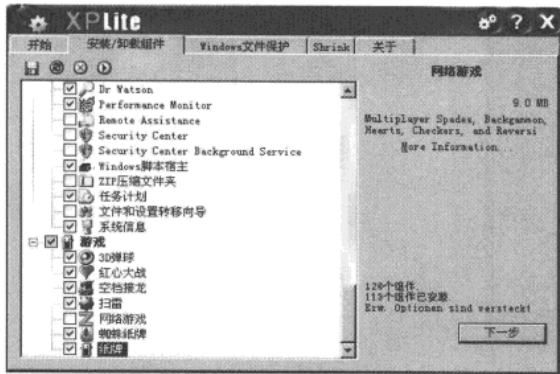 XPLite
开始 安装/卸载组件 Windows文件保护 Shrink 关于
Dr Watson
Performance Monitor
Remote Assistance
Security Center
Security Center Background Service
Windows脚本宿主
ZIP压缩文件夹
任务计划
文件和设置转移向导
系统信息
游戏
3D弹球
红心大战
空档接龙
扫雷
网络游戏
蜘蛛纸牌
纸牌
网络游戏
9.0 MB
Multiplayer Spades, Backgammon,
Hearts, Checkers, and Reversi
More Information...
126个组件.
113个组件已安装
Erw. Optionen sind versteckt
下一步